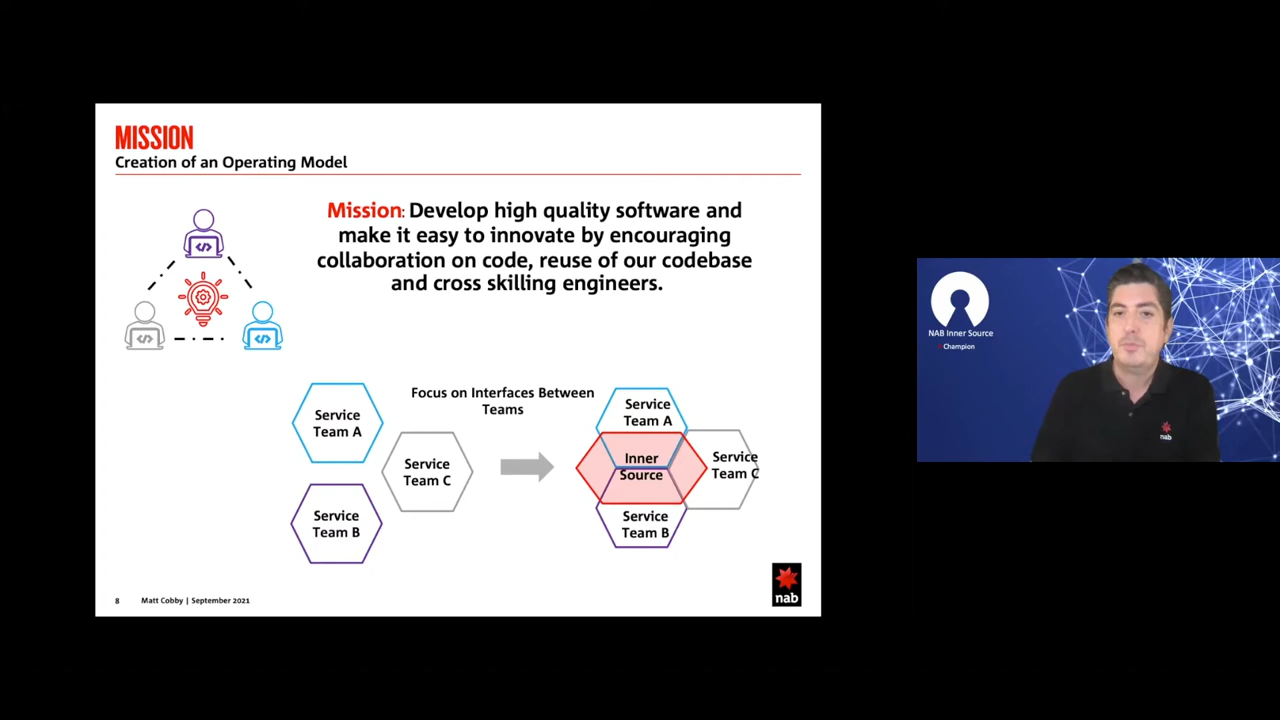 MISSION
Creation of an Operating Model
Mission: Develop high quality software and
make it easy to innovate by encouraging
collaboration on code, reuse of our codebase
and cross skilling engineers.
Focus on Interfaces Between
Teams
Service
Team A
Service
Team C
Service
Team B
Service
Team A
Inner
Source
Service
Team C
Service
Team B
8
Matt Cobby | September 2021
nab
NAB Inner Source
Champion
nab